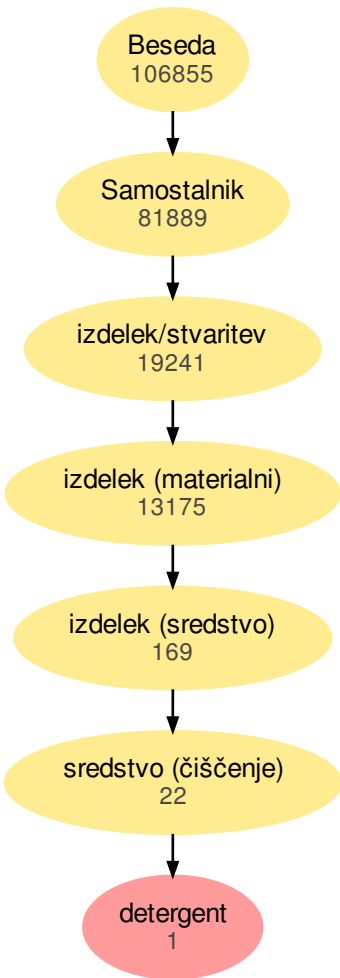 Beseda
106855
Samostalnik
81889
izdelek/stvaritev
19241
izdelek (materialni)
13175
izdelek (sredstvo)
169
sredstvo (čiščenje)
22
detergent
1